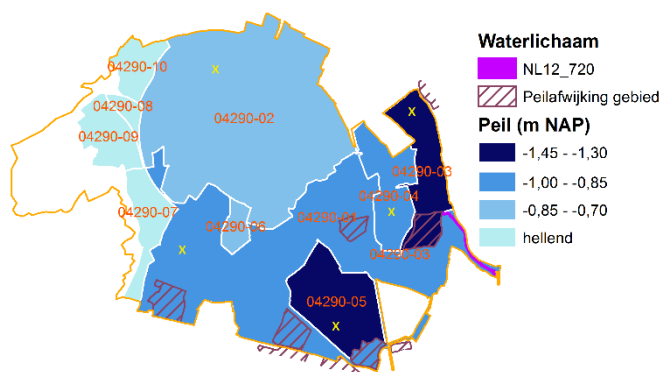 04290-10
04290-08
04290-09
04290-02
04290-07
04290-06
04290-01
04290-03
04290-04
04290-03
04290-05
x
x
x
x
x
Waterlichaam
NL12_720
Peilafwijking gebied
Peil (m NAP)
-1,45 - -1,30
-1,00 - -0,85
-0,85 - -0,70
hellend